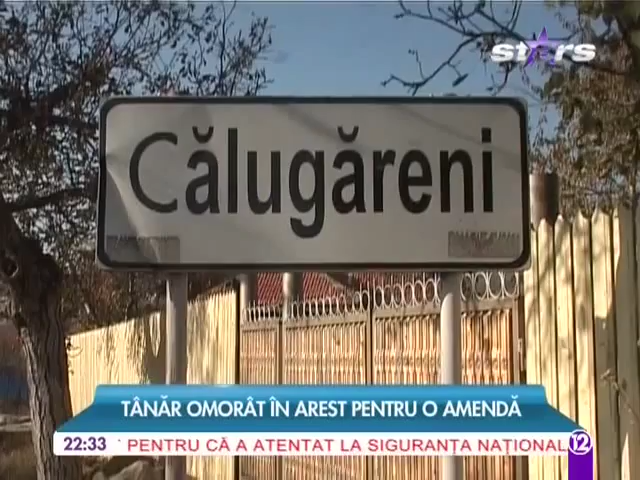 stars
Călugăreni
TÂNĂR OMORÂT ÎN AREST PENTRU O AMENDĂ
22:33 PENTRU CĂ A ATENTAT LA SIGURANȚA NAȚIONAL 12